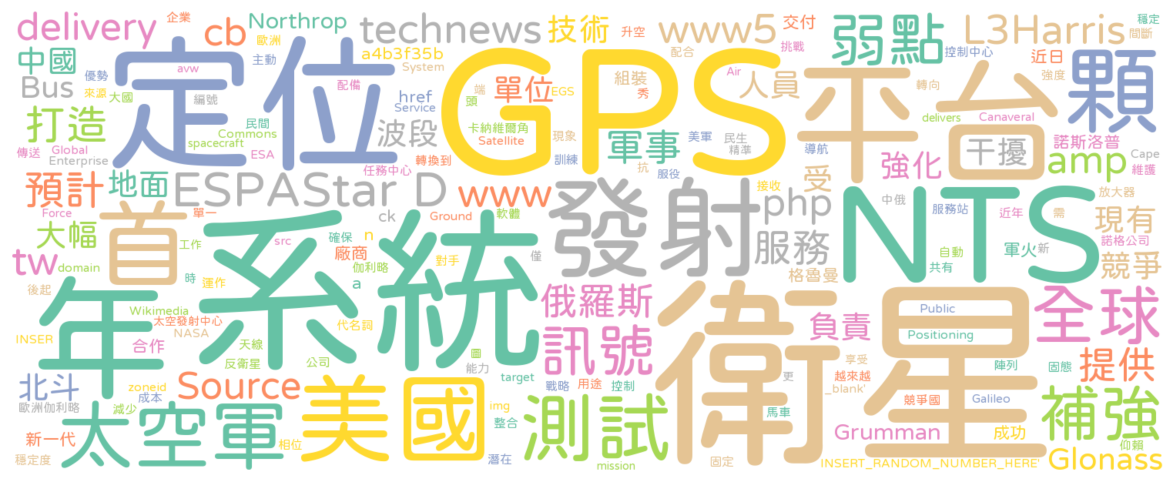 delivery
企業
cb
Northrop
technews
技術
升空
www5
交付
弱點
L3Harris
穩定
間斷
中國
歐洲
主動
a4b3f35b
System
配合
挑戰
控制中心
近日
強度
顆
Bus
優勢
來源
大國
avw
編號
配備
href
Service
端
頭
EGS
單位
組裝
秀
Air
人員
轉向
平台
定位
GPS
打造
民間
Commons
spacecraft
波段
卡納維爾角
Satellite
現象
訓練
軍事
美軍
民生
精準
delivers
Canaveral
干擾
諾斯洛普
傳送
Global
Enterprise
ESA
任務中心
轉換到
抗
服役
導航
受
強化
amp
Cape
維護
預計
地面
ESPAStar D
www
發射
接收
php
中俄
服務站
近年
需
放大器
現有
Force
單一
ck
Ground
軟體
首
大幅
工作
src
確保
n
廠商
伽利略
對手
僅
服務
自動
共有
軍火
新
諾格公司
NTS
tw
domain
時
運作
a
格魯曼
競爭
系統
後起
年
Wikimedia
太空發射中心
NASA
代名詞
俄羅斯
衛星
負責
Public
全球
INSER
合作
天線
反衛星
公司
圖
能力
訊號
Positioning
享受
更
越來越
_blank'
陣列
固態
提供
北斗
歐洲伽利略
zoneid
成本
減少
Source
美國
target
戰略
用途
控制
img
整合
馬車
競爭國
Galileo
補強
新一代
穩定度
太空軍
相位
潛在
測試
mission
固定
Grumman
成功
仰賴
INSERT_RANDOM_NUMBER_HERE'
Glonass